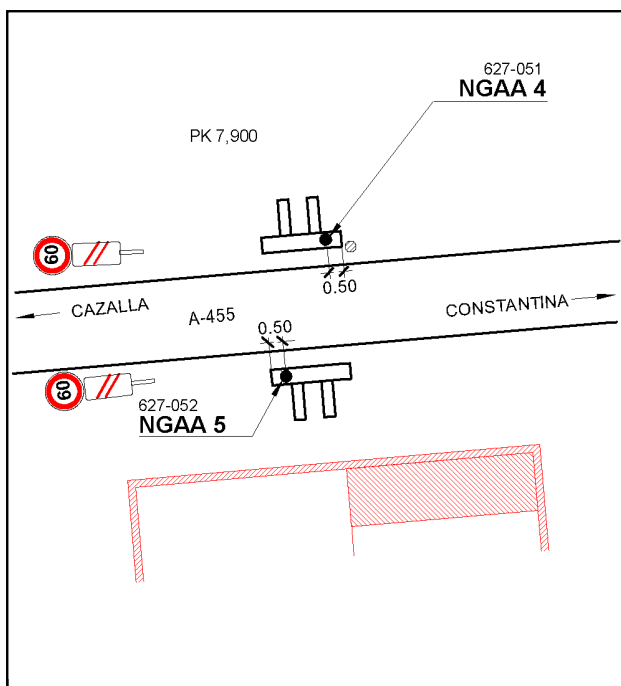 627-051
NGAA 4
PK 7,900
60
0.50
CAZALLA
A-455
CONSTANTINA
0.50
60
627-052
NGAA 5